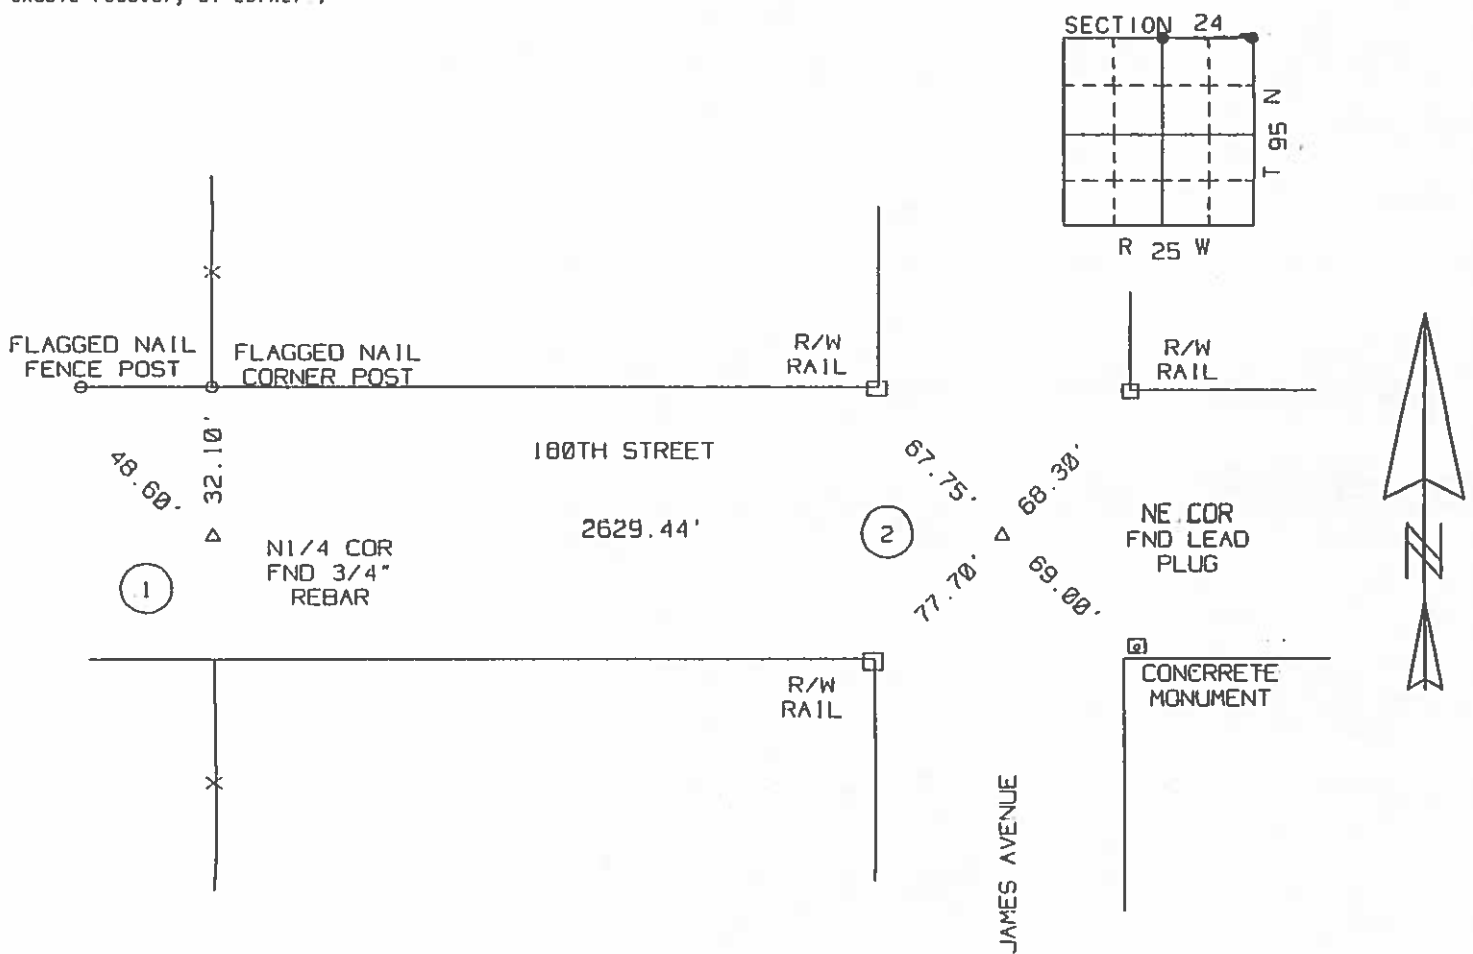 SECTION 24
T 95 N
R 25 W
FLAGGED NAIL
FENCE POST
FLAGGED NAIL
CORNER POST
R/W
RAIL
R/W
RAIL
48.60'
32.10'
180TH STREET
2629.44'
67.75'
68.30'
77.70'
69.00'
1
N1/4 COR
FND 3/4"
REBAR
2
NE COR
FND LEAD
PLUG
N
R/W
RAIL
CONCRRETE
MONUMENT
JAMES AVENUE